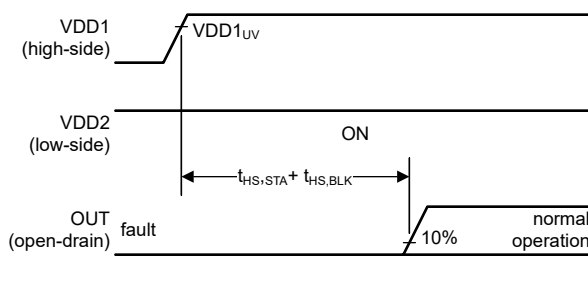 VDD1
(high-side)
VDD1UV
VDD2
(low-side)
ON
tHS,STA+ tHS,BLK
OUT
(open-drain)
fault
10%
normal
operation